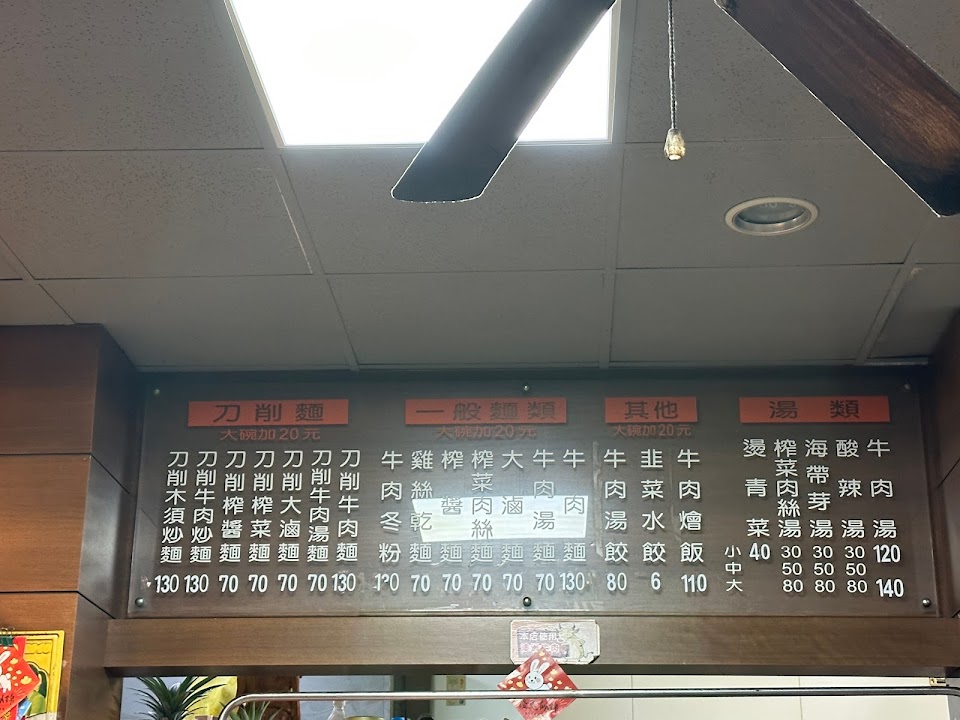 刀削麵
大碗加20元
刀削牛肉麵 130
刀削牛肉湯麵 70
刀削大滷麵 70
刀削榨菜麵 70
刀削榨醬麵 70
刀削牛肉炒麵 130
刀削木須炒麵 130
一般麵類
大碗加20元
牛肉麵 130
牛肉湯麵 70
大滷麵 70
榨菜肉絲麵 70
榨醬麵 70
雞絲乾麵 70
牛肉冬粉
其他
大碗加20元
牛肉燴飯 110
韭菜水餃 6
牛肉湯餃 80
湯類
牛肉湯 120 140
酸辣湯 30 50 80
海帶芽湯 30 50 80
榨菜肉絲湯 30 50 80
燙青菜 40
小中大
本店使用